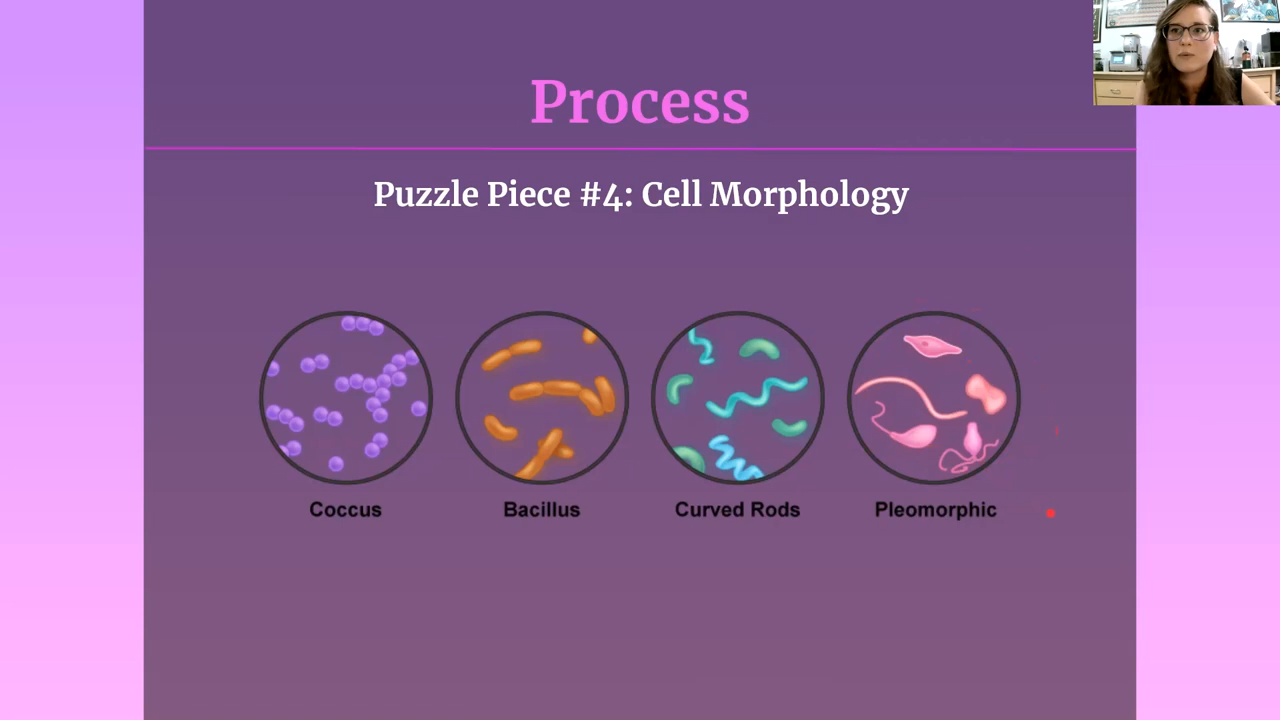 Process
Puzzle Piece #4: Cell Morphology
Coccus
Bacillus
Curved Rods
Pleomorphic